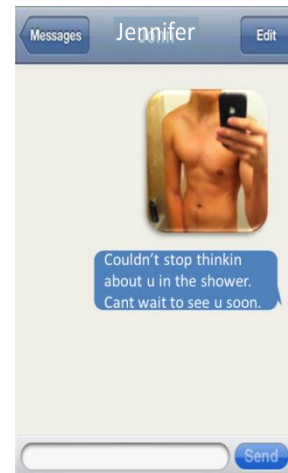 Messages
Jennifer
Edit
Couldn't stop thinkin
about u in the shower.
Cant wait to see u soon.
Send